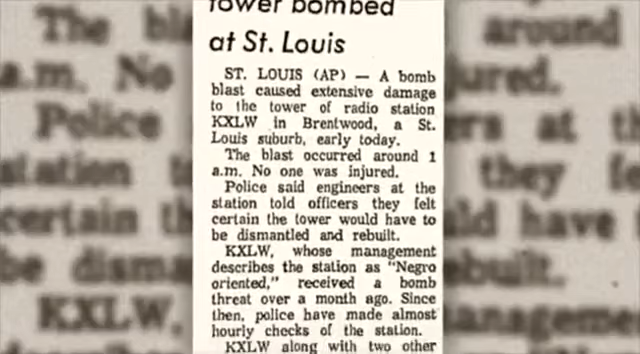 tower bombed
at St. Louis
ST. LOUIS (AP) — A bomb
blast caused extensive damage
to the tower of radio station
KXLW in Brentwood, a St.
Louis suburb, early today.
The blast occurred around 1
a.m. No one was injured.
Police said engineers at the
station told officers they felt
certain the tower would have to
be dismantled and rebuilt.
KXLW, whose management
describes the station as "Negro
oriented," received a bomb
threat over a month ago. Since
then, police have made almost
hourly checks of the station.
KXLW along with two other